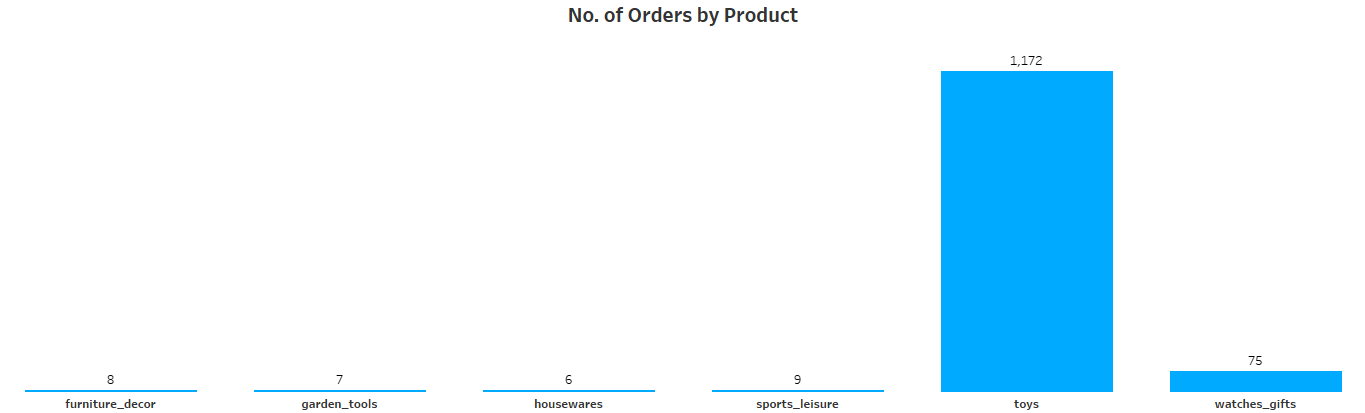 No. of Orders by Product
1,172
75
8
7
6
9
furniture_decor
garden_tools
housewares
sports_leisure
toys
watches_gifts